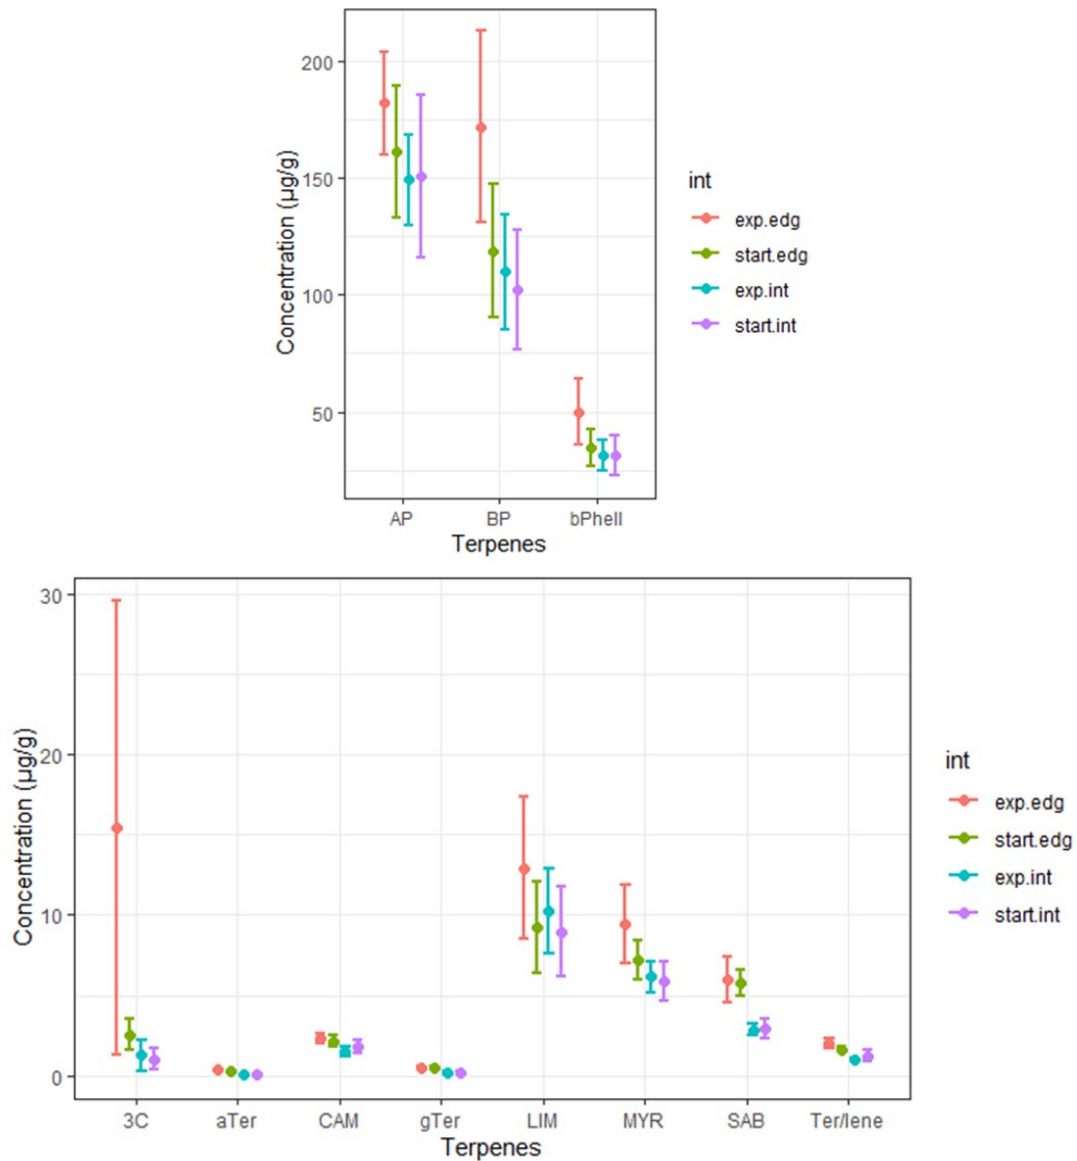 200
150
100
50
Concentration (µg/g)
AP BP bPhell
Terpenes
int
exp.edg
start.edg
exp.int
start.int
30
20
10
0
Concentration (µg/g)
3C aTer CAM gTer LIM MYR SAB Ter/lene
Terpenes
int
exp.edg
start.edg
exp.int
start.int